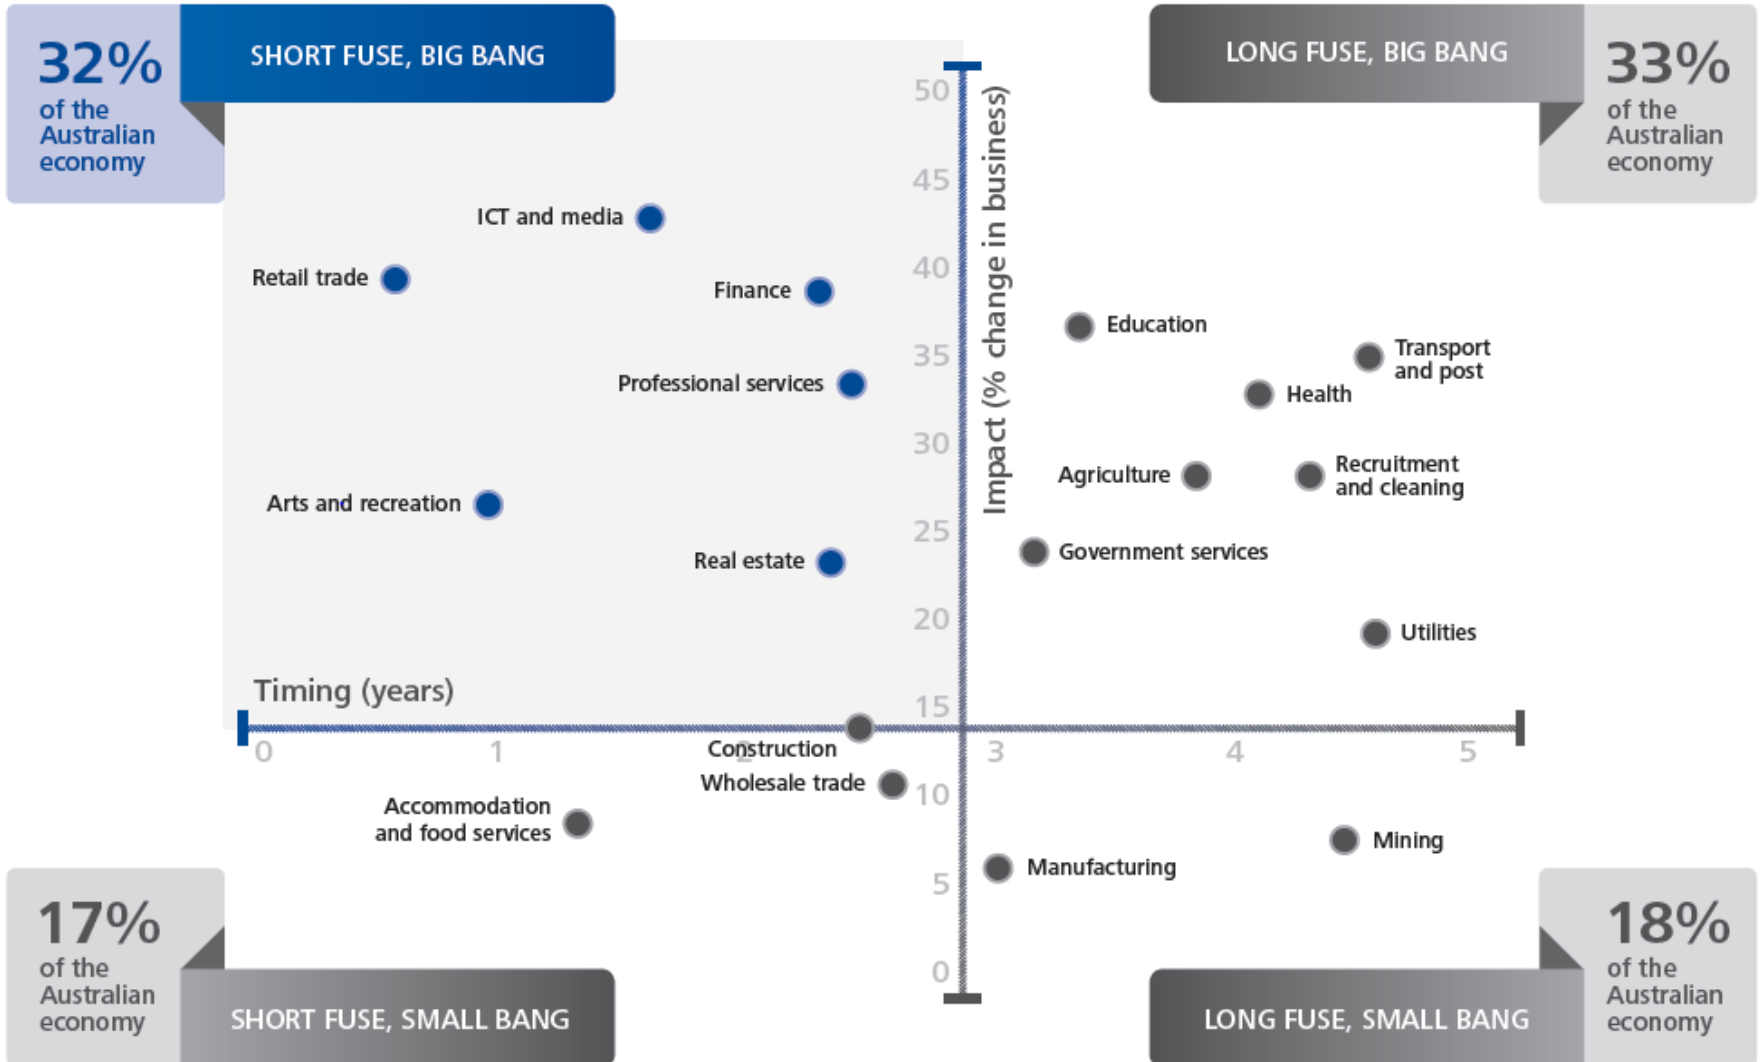 32%
of the
Australian
economy
SHORT FUSE, BIG BANG
LONG FUSE, BIG BANG
33%
of the
Australian
economy
Impact (% change in business)
50
45
40
35
30
25
20
15
10
5
0
ICT and media
Retail trade
Finance
Professional services
Arts and recreation
Real estate
Education
Transport
and post
Health
Agriculture
Recruitment
and cleaning
Government services
Utilities
Timing (years)
0
1
2
3
4
5
Construction
Wholesale trade
Accommodation
and food services
Manufacturing
Mining
17%
of the
Australian
economy
SHORT FUSE, SMALL BANG
LONG FUSE, SMALL BANG
18%
of the
Australian
economy